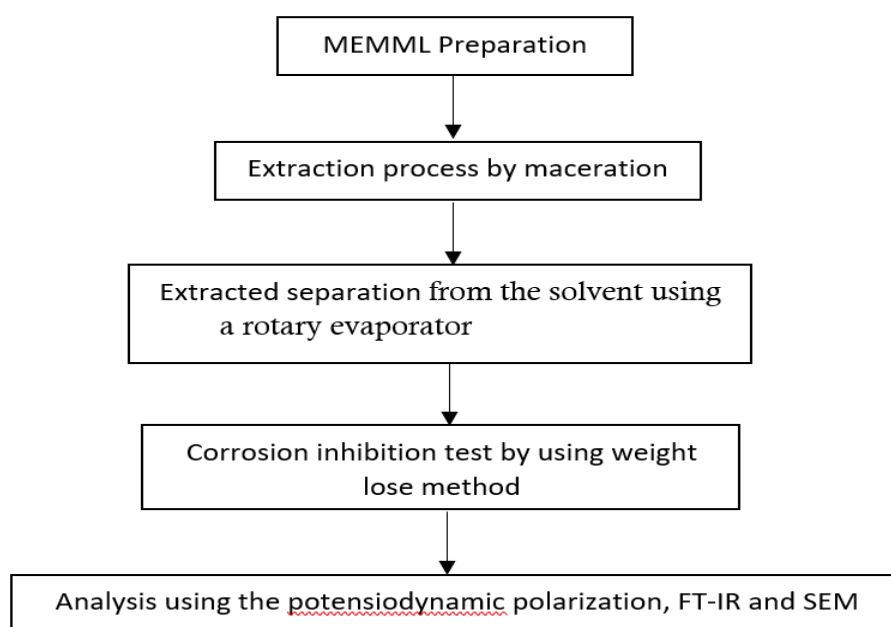 MEMML Preparation
Extraction process by maceration
Extracted separation from the solvent using
a rotary evaporator
Corrosion inhibition test by using weight
lose method
Analysis using the potensiodynamic polarization, FT-IR and SEM